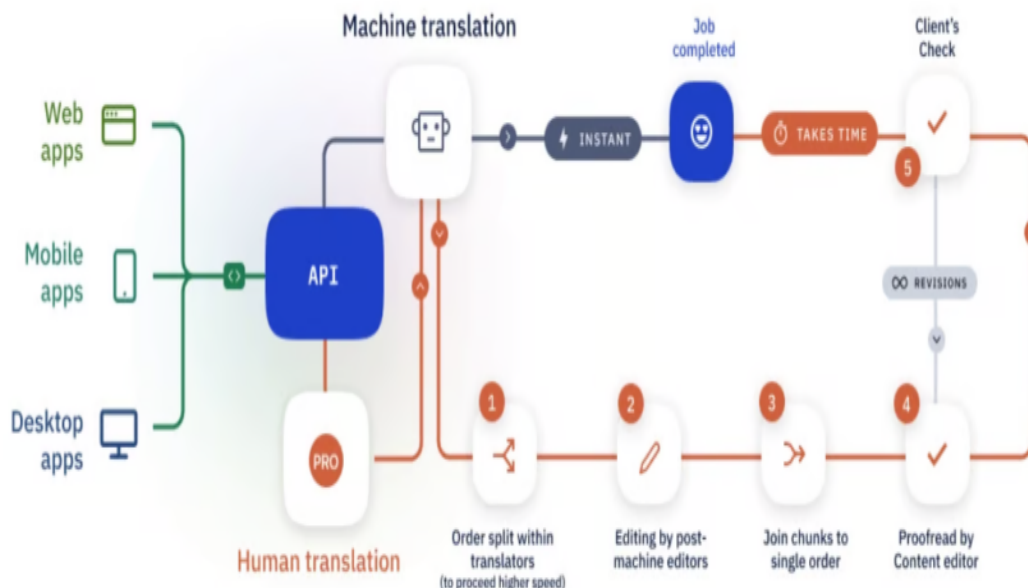 Machine translation
Job
completed
Client's
Check
Web
apps
INSTANT
TAKES TIME
5
Mobile
apps
<>
API
∞ REVISIONS
Desktop
apps
PRO
1
2
3
4
Human translation
Order split within
translators
(to proceed higher speed)
Editing by post-
machine editors
Join chunks to
single order
Proofread by
Content editor